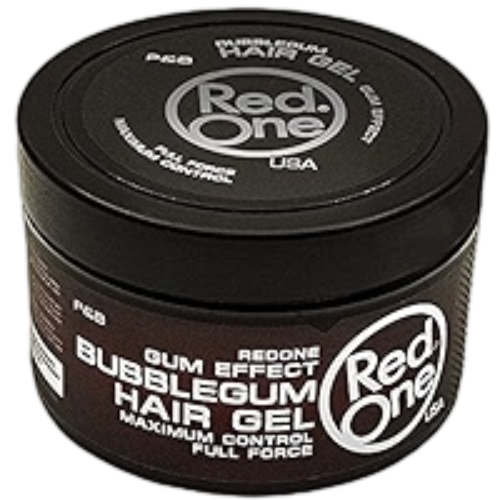 P&B
BUBBLEGUM
HAIR GEL
GUM EFFECT
Red
One
USA
FULL FORCE
MAXIMUM CONTROL
P&B
REDONE
GUM EFFECT
BUBBLEGUM
HAIR GEL
MAXIMUM CONTROL
FULL FORCE
Red
One
USA